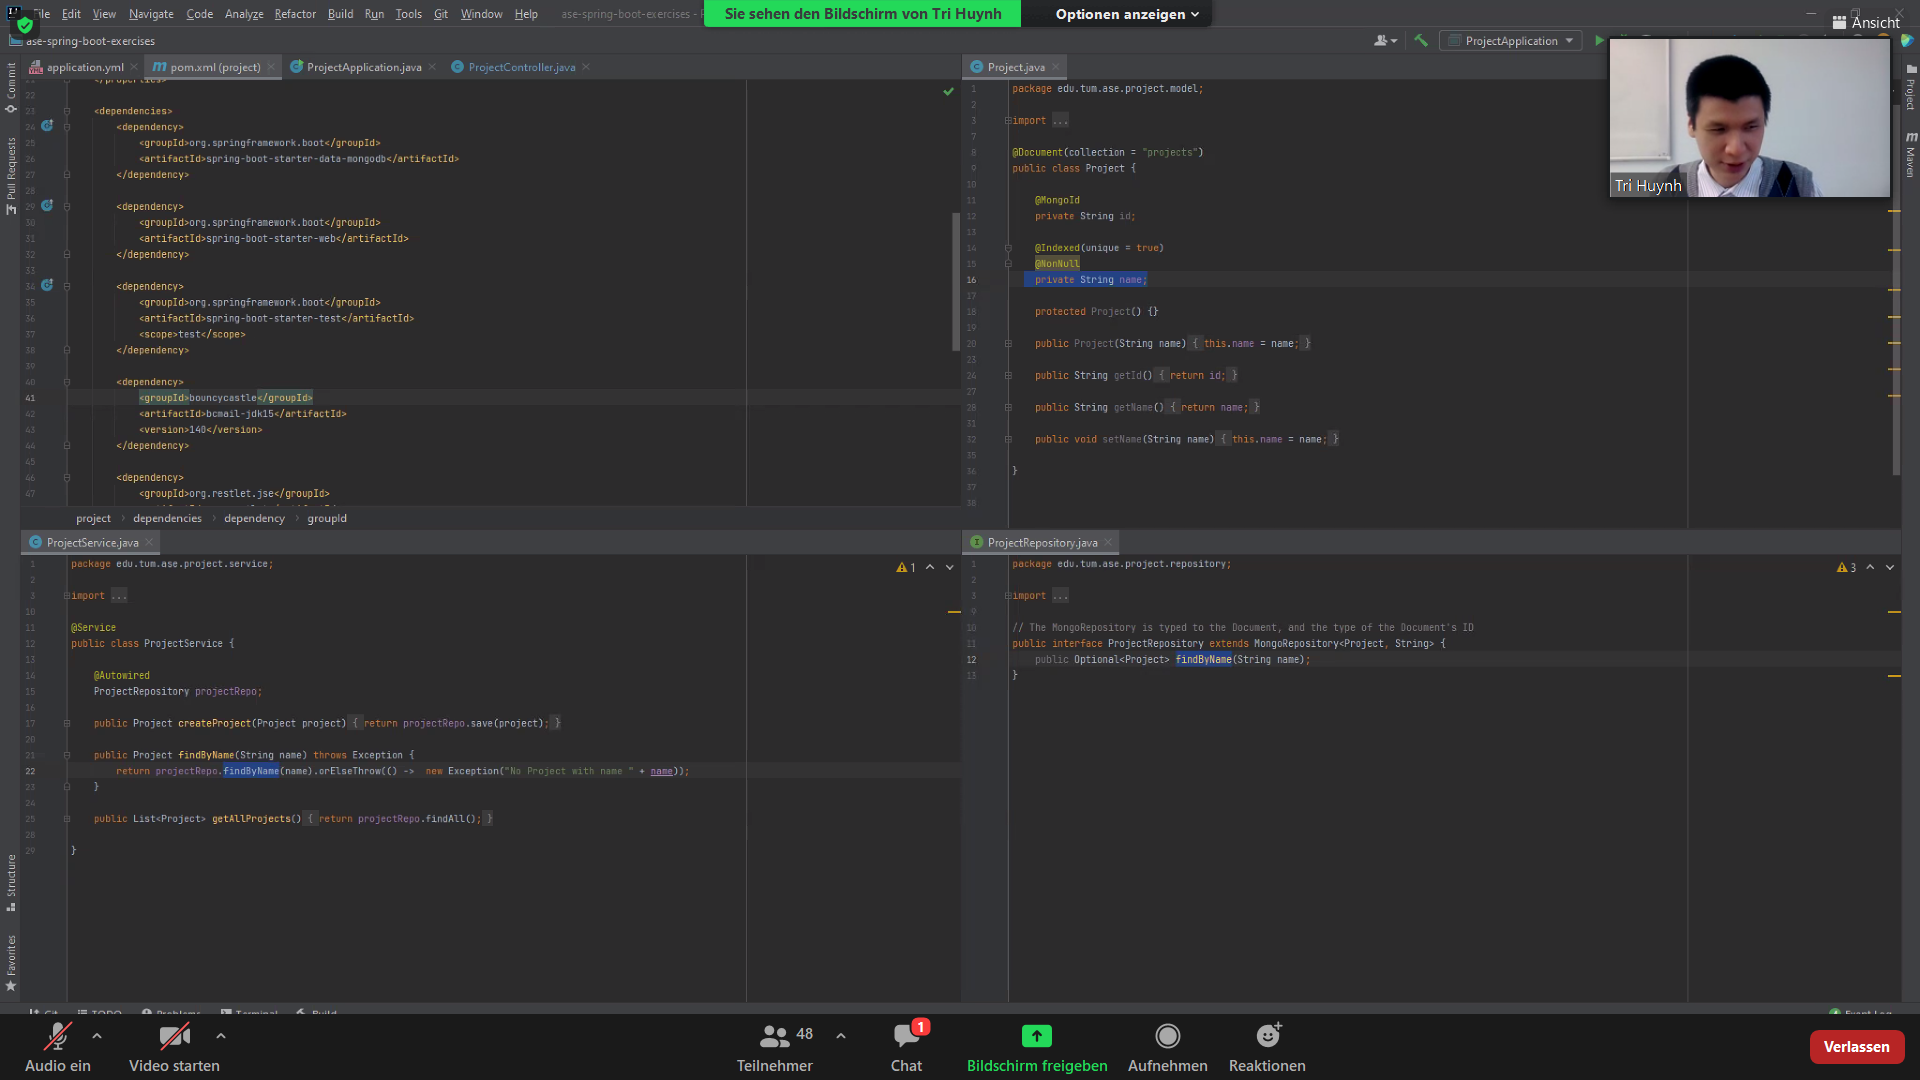 File Edit View Navigate Code Analyze Refactor Build Run Tools Git Window Help ase-spring-boot-exercises - P
Sie sehen den Bildschirm von Tri Huynh
Optionen anzeigen
Ansicht
ase-spring-boot-exercises
ProjectApplication
application.yml
pom.xml (project)
ProjectApplication.java
ProjectController.java
Commit
Pull Requests
22
23 <dependencies>
24 <dependency>
25 <groupId>org.springframework.boot</groupId>
26 <artifactId>spring-boot-starter-data-mongodb</artifactId>
27 </dependency>
28
29 <dependency>
30 <groupId>org.springframework.boot</groupId>
31 <artifactId>spring-boot-starter-web</artifactId>
32 </dependency>
33
34 <dependency>
35 <groupId>org.springframework.boot</groupId>
36 <artifactId>spring-boot-starter-test</artifactId>
37 <scope>test</scope>
38 </dependency>
39
40 <dependency>
41 <groupId>bouncycastle</groupId>
42 <artifactId>bcmail-jdk15</artifactId>
43 <version>140</version>
44 </dependency>
45
46 <dependency>
47 <groupId>org.restlet.jse</groupId>
project > dependencies > dependency > groupId
Project.java
1 package edu.tum.ase.project.model;
2
3 import ...
7
8 @Document(collection = "projects")
9 public class Project {
10
11 @MongoId
12 private String id;
13
14 @Indexed(unique = true)
15 @NonNull
16 private String name;
17
18 protected Project() {}
19
20 public Project(String name) { this.name = name; }
23
24 public String getId() { return id; }
27
28 public String getName() { return name; }
31
32 public void setName(String name) { this.name = name; }
35
36 }
37
38
Tri Huynh
Project
Maven
ProjectService.java
1 package edu.tum.ase.project.service;
2
3 import ...
10
11 @Service
12 public class ProjectService {
13
14 @Autowired
15 ProjectRepository projectRepo;
16
17 public Project createProject(Project project) { return projectRepo.save(project); }
20
21 public Project findByName(String name) throws Exception {
22 return projectRepo.findByName(name).orElseThrow(() -> new Exception("No Project with name " + name));
23 }
24
25 public List<Project> getAllProjects() { return projectRepo.findAll(); }
28
29 }
1
ProjectRepository.java
1 package edu.tum.ase.project.repository;
2
3 import ...
9
10 // The MongoRepository is typed to the Document, and the type of the Document's ID
11 public interface ProjectRepository extends MongoRepository<Project, String> {
12 public Optional<Project> findByName(String name);
13 }
3
Structure
Favorites
Git TODO Problems Terminal Build
Event Log
Audio ein
Video starten
48
Teilnehmer
1
Chat
Bildschirm freigeben
Aufnehmen
Reaktionen
Verlassen